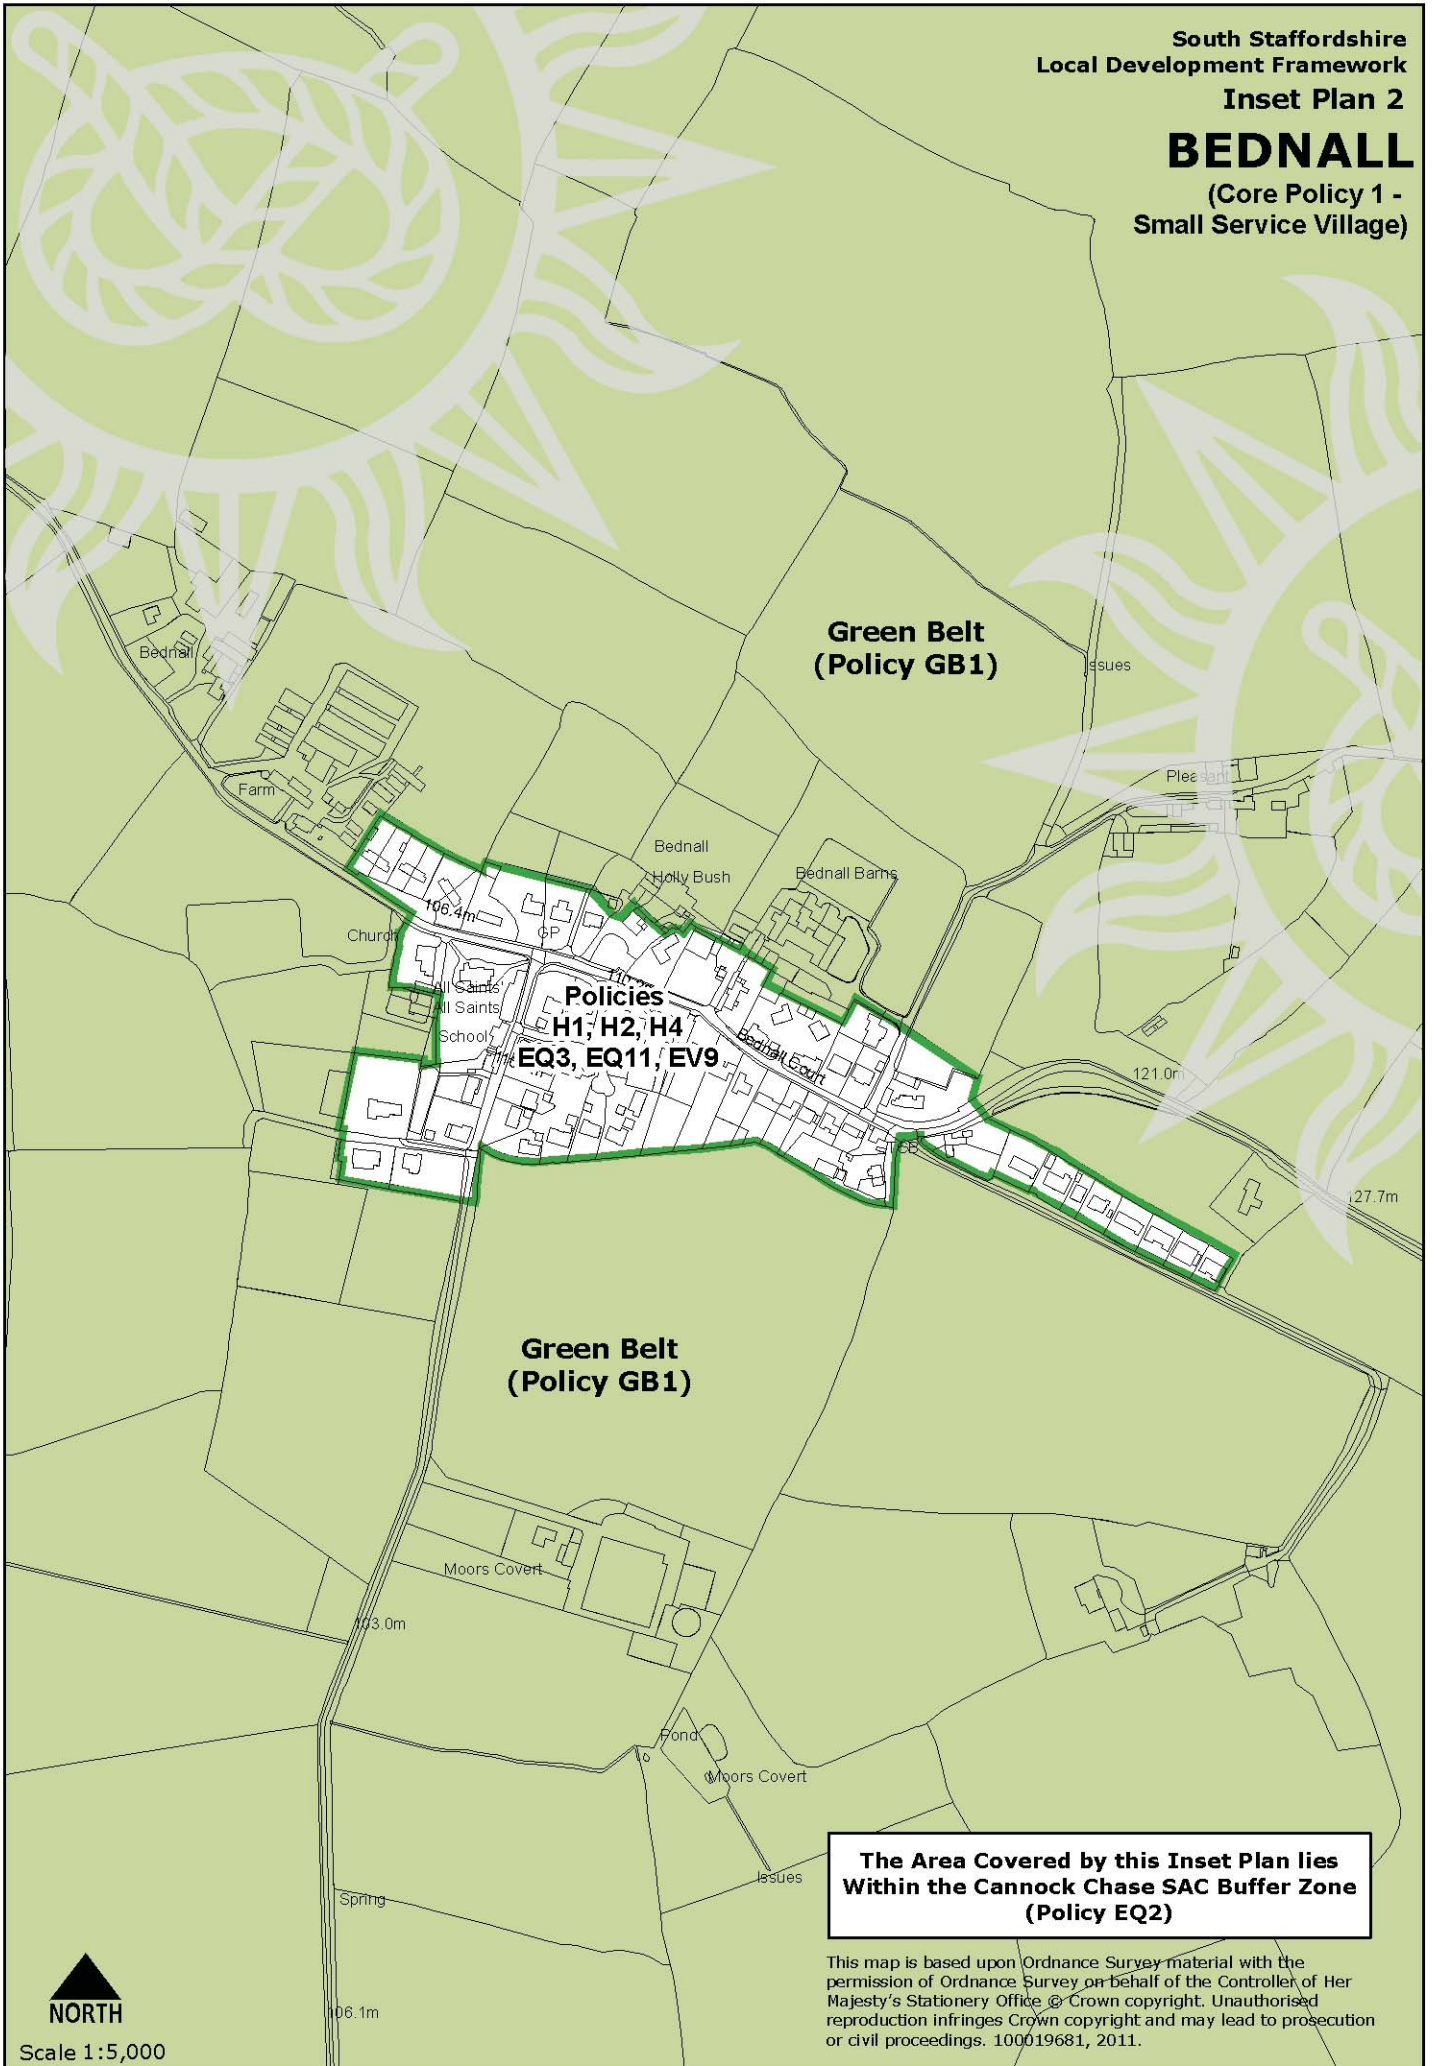 South Staffordshire
Local Development Framework
Inset Plan 2
BEDNALL
(Core Policy 1 -
Small Service Village)
Green Belt
(Policy GB1)
Bednall
ssues
Pleasant
Farm
Bednall
Holly Bush
Bednall Barns
106.4m
Church
GP
All Saints'
All Saints
School
Policies
H1, H2, H4
EQ3, EQ11, EV9
Bednall Court
121.0m
127.7m
Green Belt
(Policy GB1)
Moors Covert
103.0m
Pond
Moors Covert
Issues
Spring
106.1m
The Area Covered by this Inset Plan lies
Within the Cannock Chase SAC Buffer Zone
(Policy EQ2)
This map is based upon Ordnance Survey material with the
permission of Ordnance Survey on behalf of the Controller of Her
Majesty's Stationery Office © Crown copyright. Unauthorised
reproduction infringes Crown copyright and may lead to prosecution
or civil proceedings. 100019681, 2011.
NORTH
Scale 1:5,000